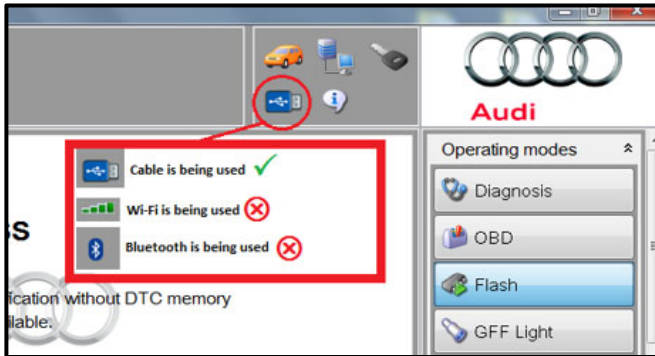 Audi
Cable is being used
Wi-Fi is being used
Bluetooth is being used
ss
fication without DTC memory
ilable.
Operating modes
Diagnosis
OBD
Flash
GFF Light